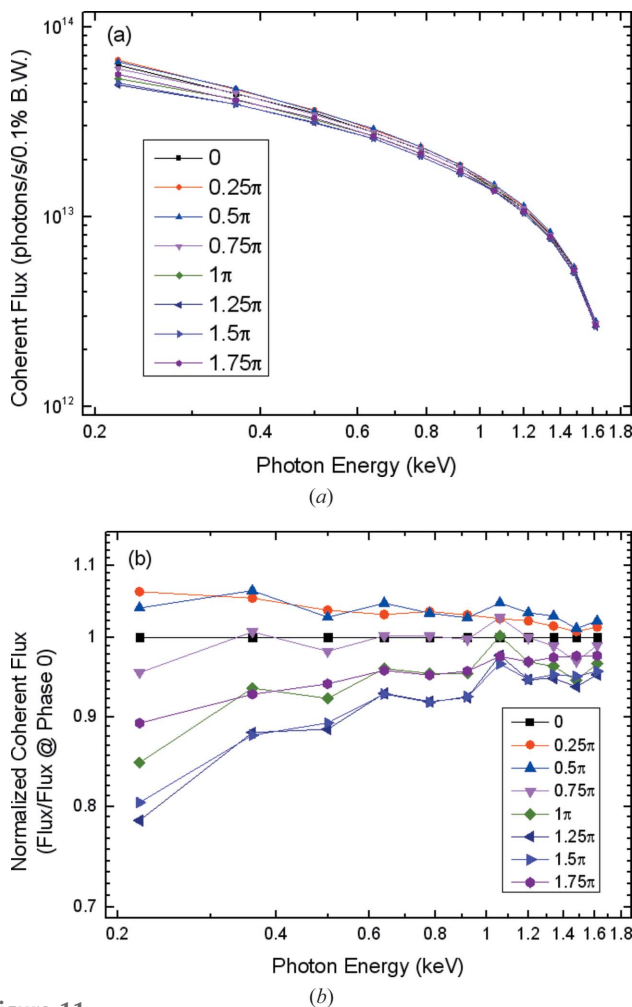 (a)
10^14
10^13
10^12
Coherent Flux (photons/s/0.1% B.W.)
0
0.25π
0.5π
0.75π
1π
1.25π
1.5π
1.75π
0.2 0.4 0.6 0.8 1 1.2 1.4 1.6 1.8
Photon Energy (keV)
(a)
(b)
1.1
1
0.9
0.8
0.7
Normalized Coherent Flux
(Flux/Flux @ Phase 0)
0
0.25π
0.5π
0.75π
1π
1.25π
1.5π
1.75π
0.2 0.4 0.6 0.8 1 1.2 1.4 1.6 1.8
Photon Energy (keV)
(b)